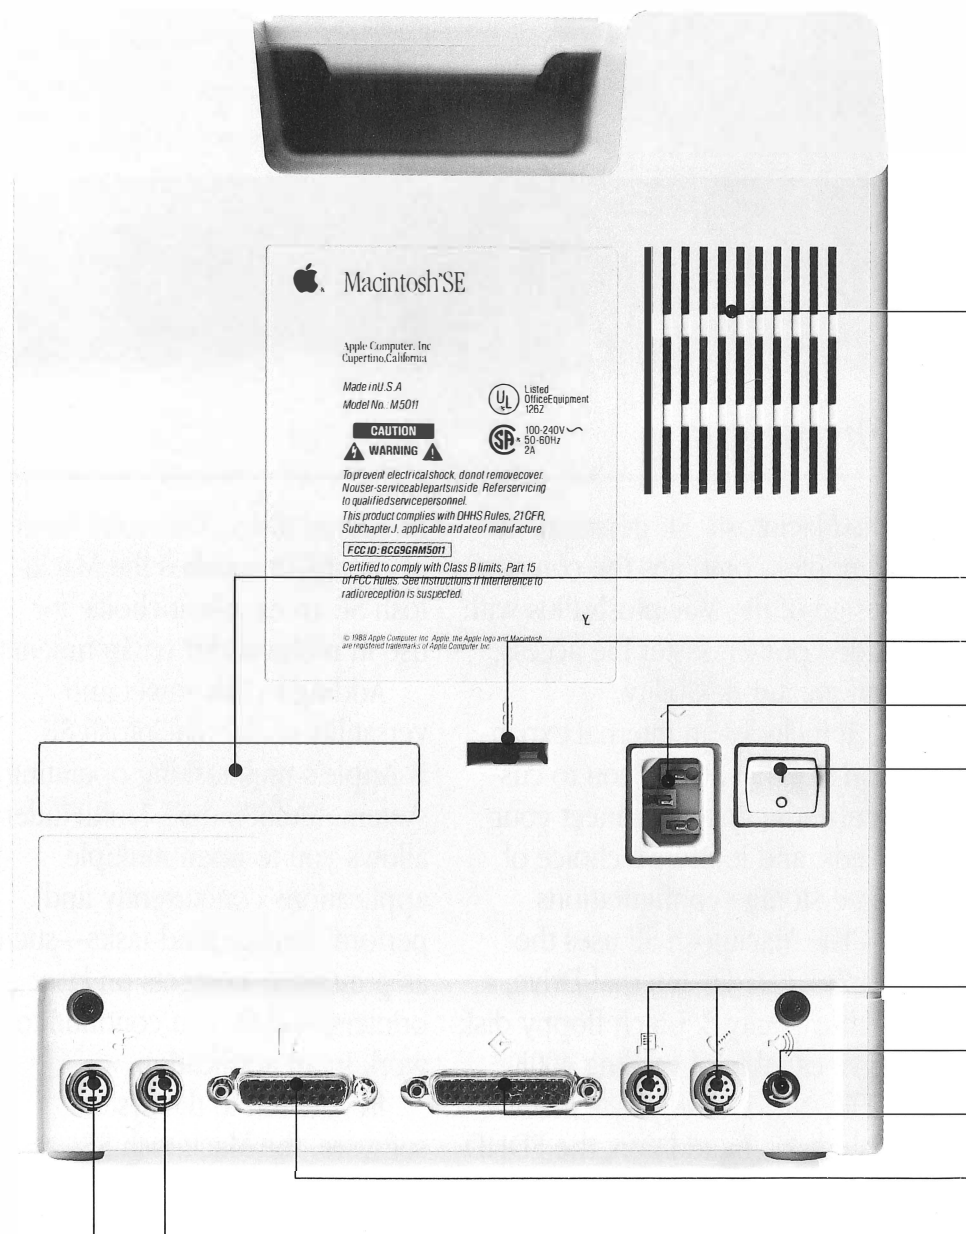 Macintosh SE
Apple Computer, Inc
Cupertino, California
Made in U.S.A
Model No.: M5011
UL
Listed
Office Equipment
126Z
CAUTION
WARNING
SA
100-240V
50-60Hz
2A
To prevent electrical shock, do not remove cover.
No user-serviceable parts inside. Refer servicing
to qualified service personnel.
This product complies with DHHS Rules, 21 CFR,
Subchapter J, applicable at date of manufacture
FCC ID: BCG9GRM5011
Certified to comply with Class B limits, Part 15
of FCC Rules. See instructions if interference to
radio reception is suspected.
© 1988 Apple Computer Inc. Apple, the Apple logo and Macintosh
are registered trademarks of Apple Computer Inc.